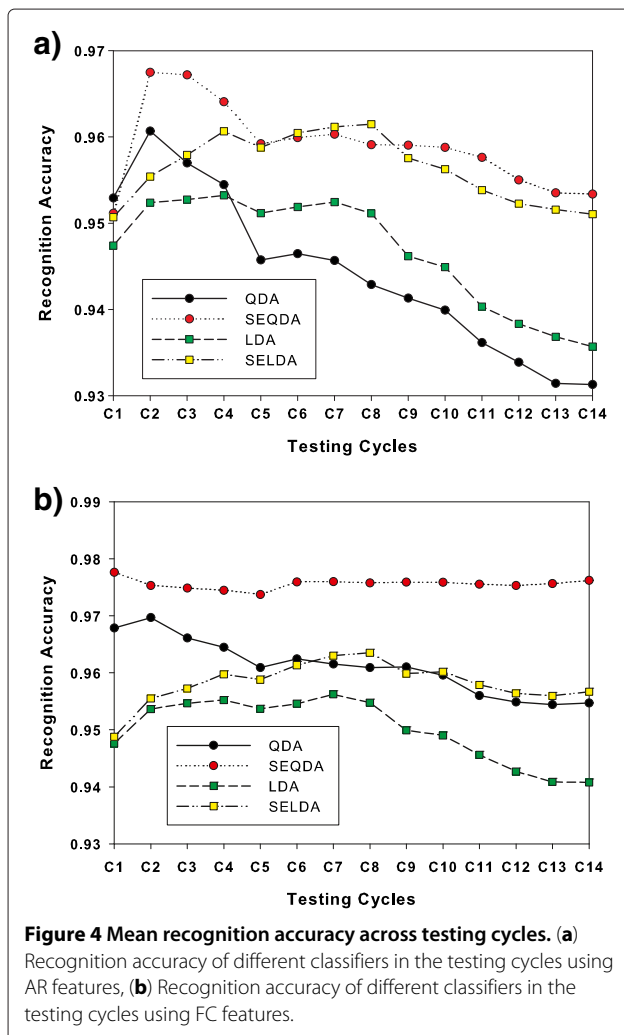 a)
0.97
0.96
0.95
0.94
0.93
Recognition Accuracy
QDA
SEQDA
LDA
SELDA
C1 C2 C3 C4 C5 C6 C7 C8 C9 C10 C11 C12 C13 C14
Testing Cycles
b)
0.99
0.98
0.97
0.96
0.95
0.94
0.93
Recognition Accuracy
QDA
SEQDA
LDA
SELDA
C1 C2 C3 C4 C5 C6 C7 C8 C9 C10 C11 C12 C13 C14
Testing Cycles
Figure 4 Mean recognition accuracy across testing cycles. (a)
Recognition accuracy of different classifiers in the testing cycles using
AR features, (b) Recognition accuracy of different classifiers in the
testing cycles using FC features.